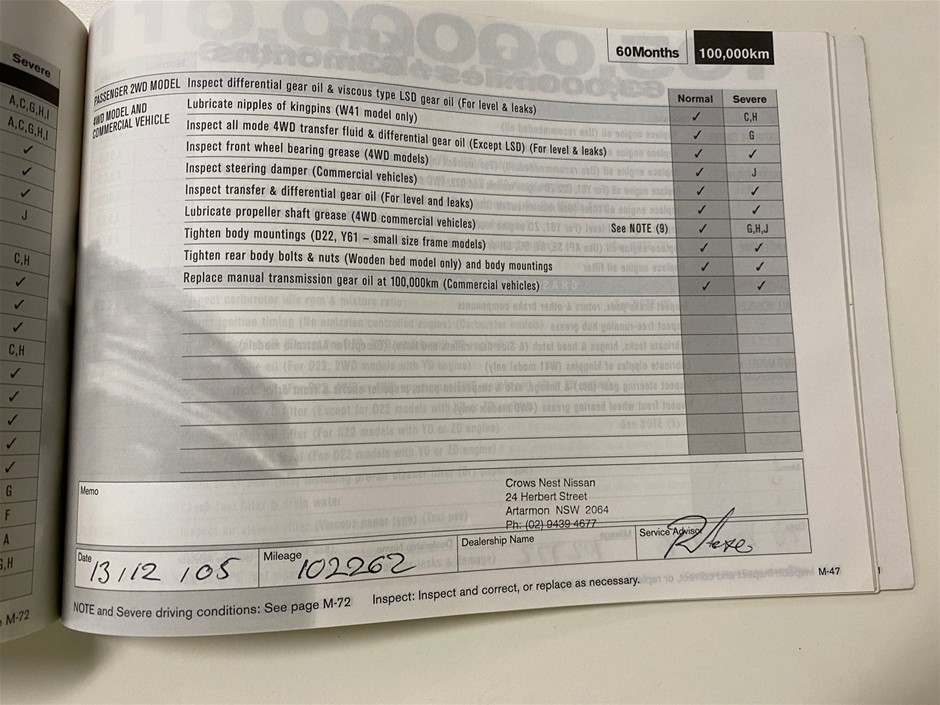 60Months 100,000km
Normal Severe
PASSENGER 2WD MODEL Inspect differential gear oil & viscous type LSD gear oil (For level & leaks) ✓ C,H
4WD MODEL AND COMMERCIAL VEHICLE
Lubricate nipples of kingpins (W41 model only) ✓ G
Inspect all mode 4WD transfer fluid & differential gear oil (Except LSD) (For level & leaks) ✓ ✓
Inspect front wheel bearing grease (4WD models) ✓ J
Inspect steering damper (Commercial vehicles) ✓ ✓
Inspect transfer & differential gear oil (For level and leaks) ✓ ✓
Lubricate propeller shaft grease (4WD commercial vehicles) See NOTE (9) ✓ G,H,J
Tighten body mountings (D22, Y61 – small size frame models) ✓ ✓
Tighten rear body bolts & nuts (Wooden bed model only) and body mountings ✓ ✓
Replace manual transmission gear oil at 100,000km (Commercial vehicles) ✓ ✓
Memo
Crows Nest Nissan
24 Herbert Street
Artarmon NSW 2064
Ph: (02) 9439 4677
Date 13/12/05
Mileage 102262
Dealership Name
Service Advisor
NOTE and Severe driving conditions: See page M-72 Inspect: Inspect and correct, or replace as necessary.
M-47
Severe
A,C,G,H,I
A,C,G,H,I
✓
✓
✓
J
C,H
✓
✓
✓
C,H
✓
✓
✓
✓
✓
G
F
A
M-72